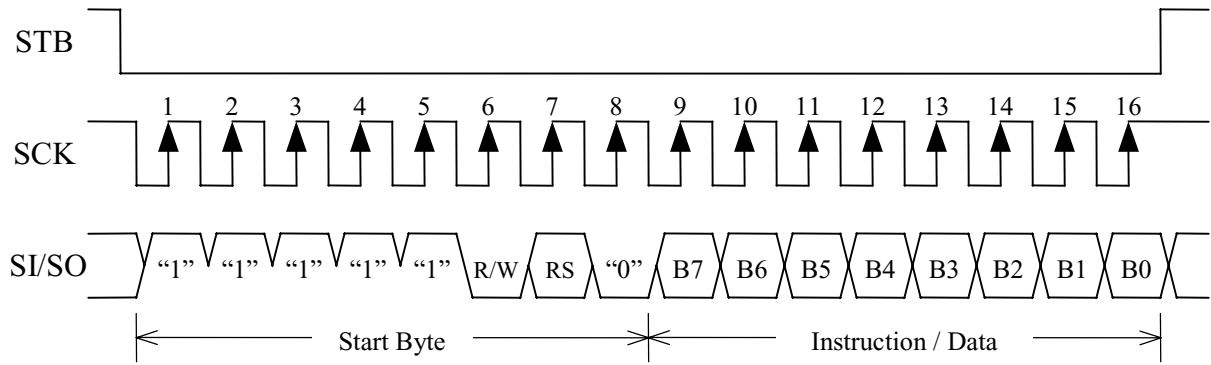 STB
1 2 3 4 5 6 7 8 9 10 11 12 13 14 15 16
SCK
SI/SO “1” “1” “1” “1” “1” R/W RS “0” B7 B6 B5 B4 B3 B2 B1 B0
Start Byte Instruction / Data